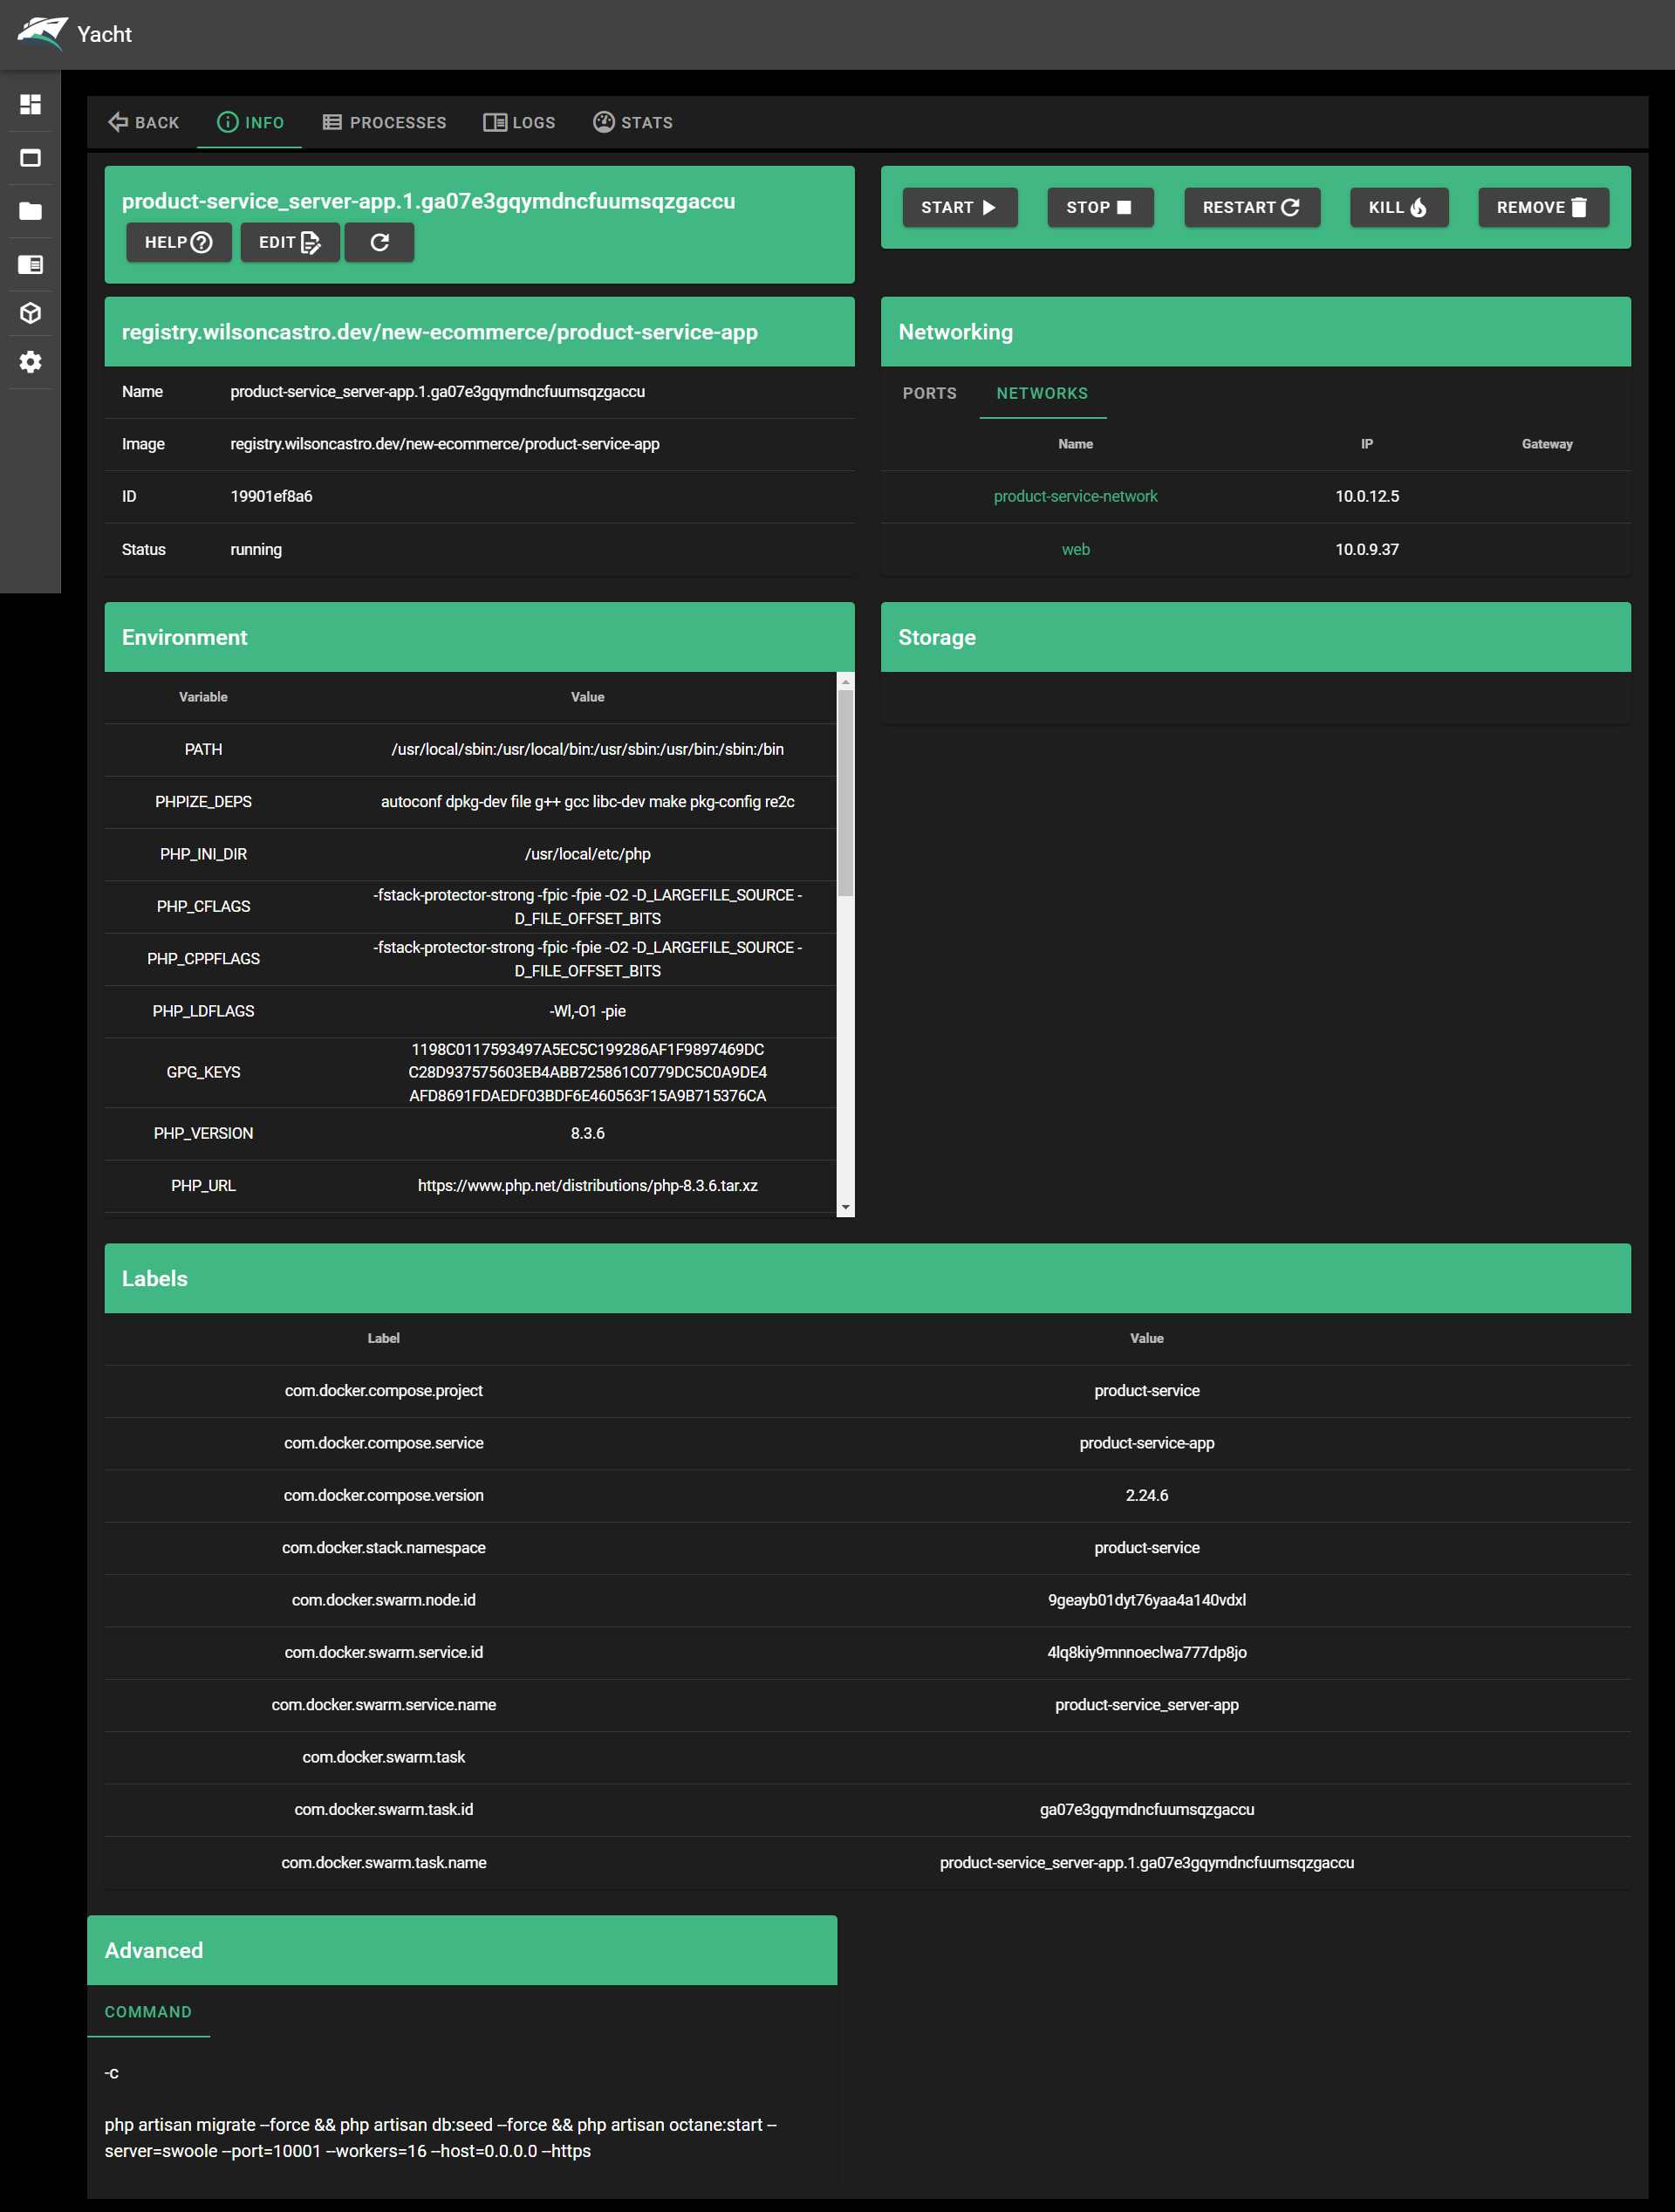 Yacht
BACK INFO PROCESSES LOGS STATS
product-service_server-app.1.ga07e3gqymdncfuumsqzgaccu
HELP EDIT
START STOP RESTART KILL REMOVE
registry.wilsoncastro.dev/new-ecommerce/product-service-app
Name product-service_server-app.1.ga07e3gqymdncfuumsqzgaccu
Image registry.wilsoncastro.dev/new-ecommerce/product-service-app
ID 19901ef8a6
Status running
Networking
PORTS NETWORKS
Name IP Gateway
product-service-network 10.0.12.5
web 10.0.9.37
Environment
Variable Value
PATH /usr/local/sbin:/usr/local/bin:/usr/sbin:/usr/bin:/sbin:/bin
PHPIZE_DEPS autoconf dpkg-dev file g++ gcc libc-dev make pkg-config re2c
PHP_INI_DIR /usr/local/etc/php
PHP_CFLAGS -fstack-protector-strong -fpic -fpie -O2 -D_LARGEFILE_SOURCE -
D_FILE_OFFSET_BITS
PHP_CPPFLAGS -fstack-protector-strong -fpic -fpie -O2 -D_LARGEFILE_SOURCE -
D_FILE_OFFSET_BITS
PHP_LDFLAGS -Wl,-O1 -pie
GPG_KEYS 1198C0117593497A5EC5C199286AF1F9897469DC
C28D937575603EB4ABB725861C0779DC5C0A9DE4
AFD8691FDAEDF03BDF6E460563F15A9B715376CA
PHP_VERSION 8.3.6
PHP_URL https://www.php.net/distributions/php-8.3.6.tar.xz
Storage
Labels
Label Value
com.docker.compose.project product-service
com.docker.compose.service product-service-app
com.docker.compose.version 2.24.6
com.docker.stack.namespace product-service
com.docker.swarm.node.id 9geayb01dyt76yaa4a140vdxl
com.docker.swarm.service.id 4lq8kiy9mnnoeclwa777dp8jo
com.docker.swarm.service.name product-service_server-app
com.docker.swarm.task
com.docker.swarm.task.id ga07e3gqymdncfuumsqzgaccu
com.docker.swarm.task.name product-service_server-app.1.ga07e3gqymdncfuumsqzgaccu
Advanced
COMMAND
-c
php artisan migrate --force && php artisan db:seed --force && php artisan octane:start --
server=swoole --port=10001 --workers=16 --host=0.0.0.0 --https